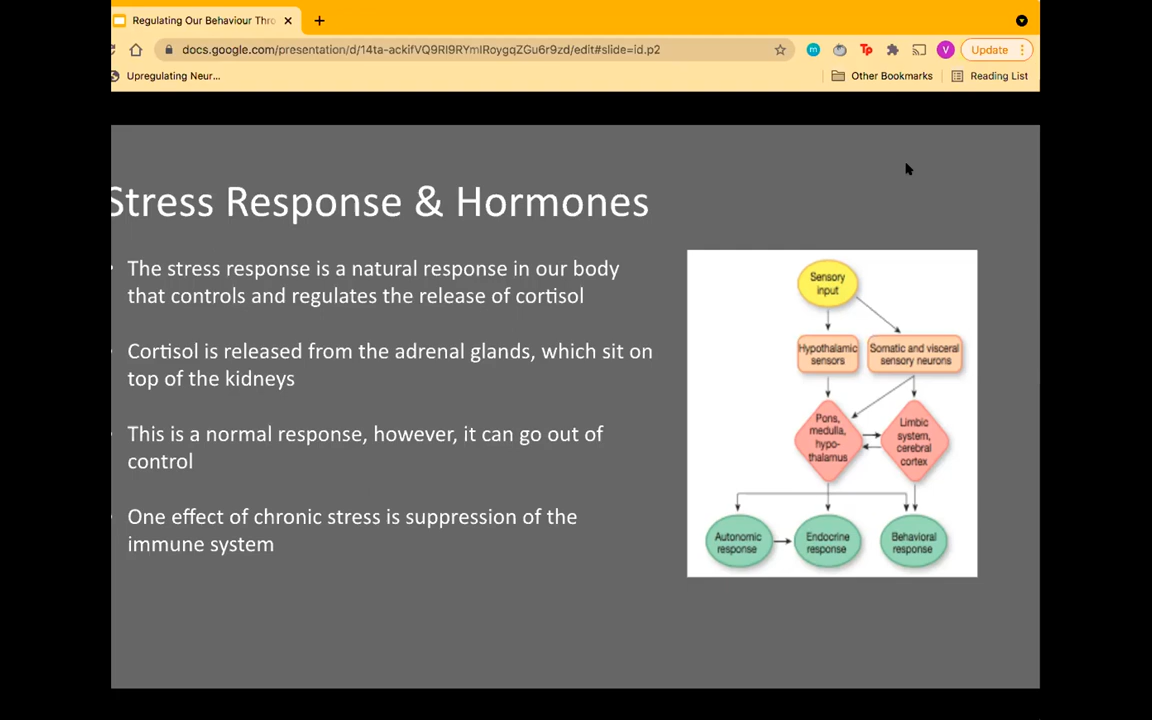 Regulating Our Behaviour Thro
docs.google.com/presentation/d/14ta-ackifVQ9RI9RYmIRoygqZGu6r9zd/edit#slide=id.p2
m
Tp
V
Update
Upregulating Neur...
Other Bookmarks
Reading List
Stress Response & Hormones
• The stress response is a natural response in our body
that controls and regulates the release of cortisol
Cortisol is released from the adrenal glands, which sit on
top of the kidneys
This is a normal response, however, it can go out of
control
One effect of chronic stress is suppression of the
immune system
Sensory
input
Hypothalamic
sensors
Somatic and visceral
sensory neurons
Pons,
medulla,
hypo-
thalamus
Limbic
system,
cerebral
cortex
Autonomic
response
Endocrine
response
Behavioral
response